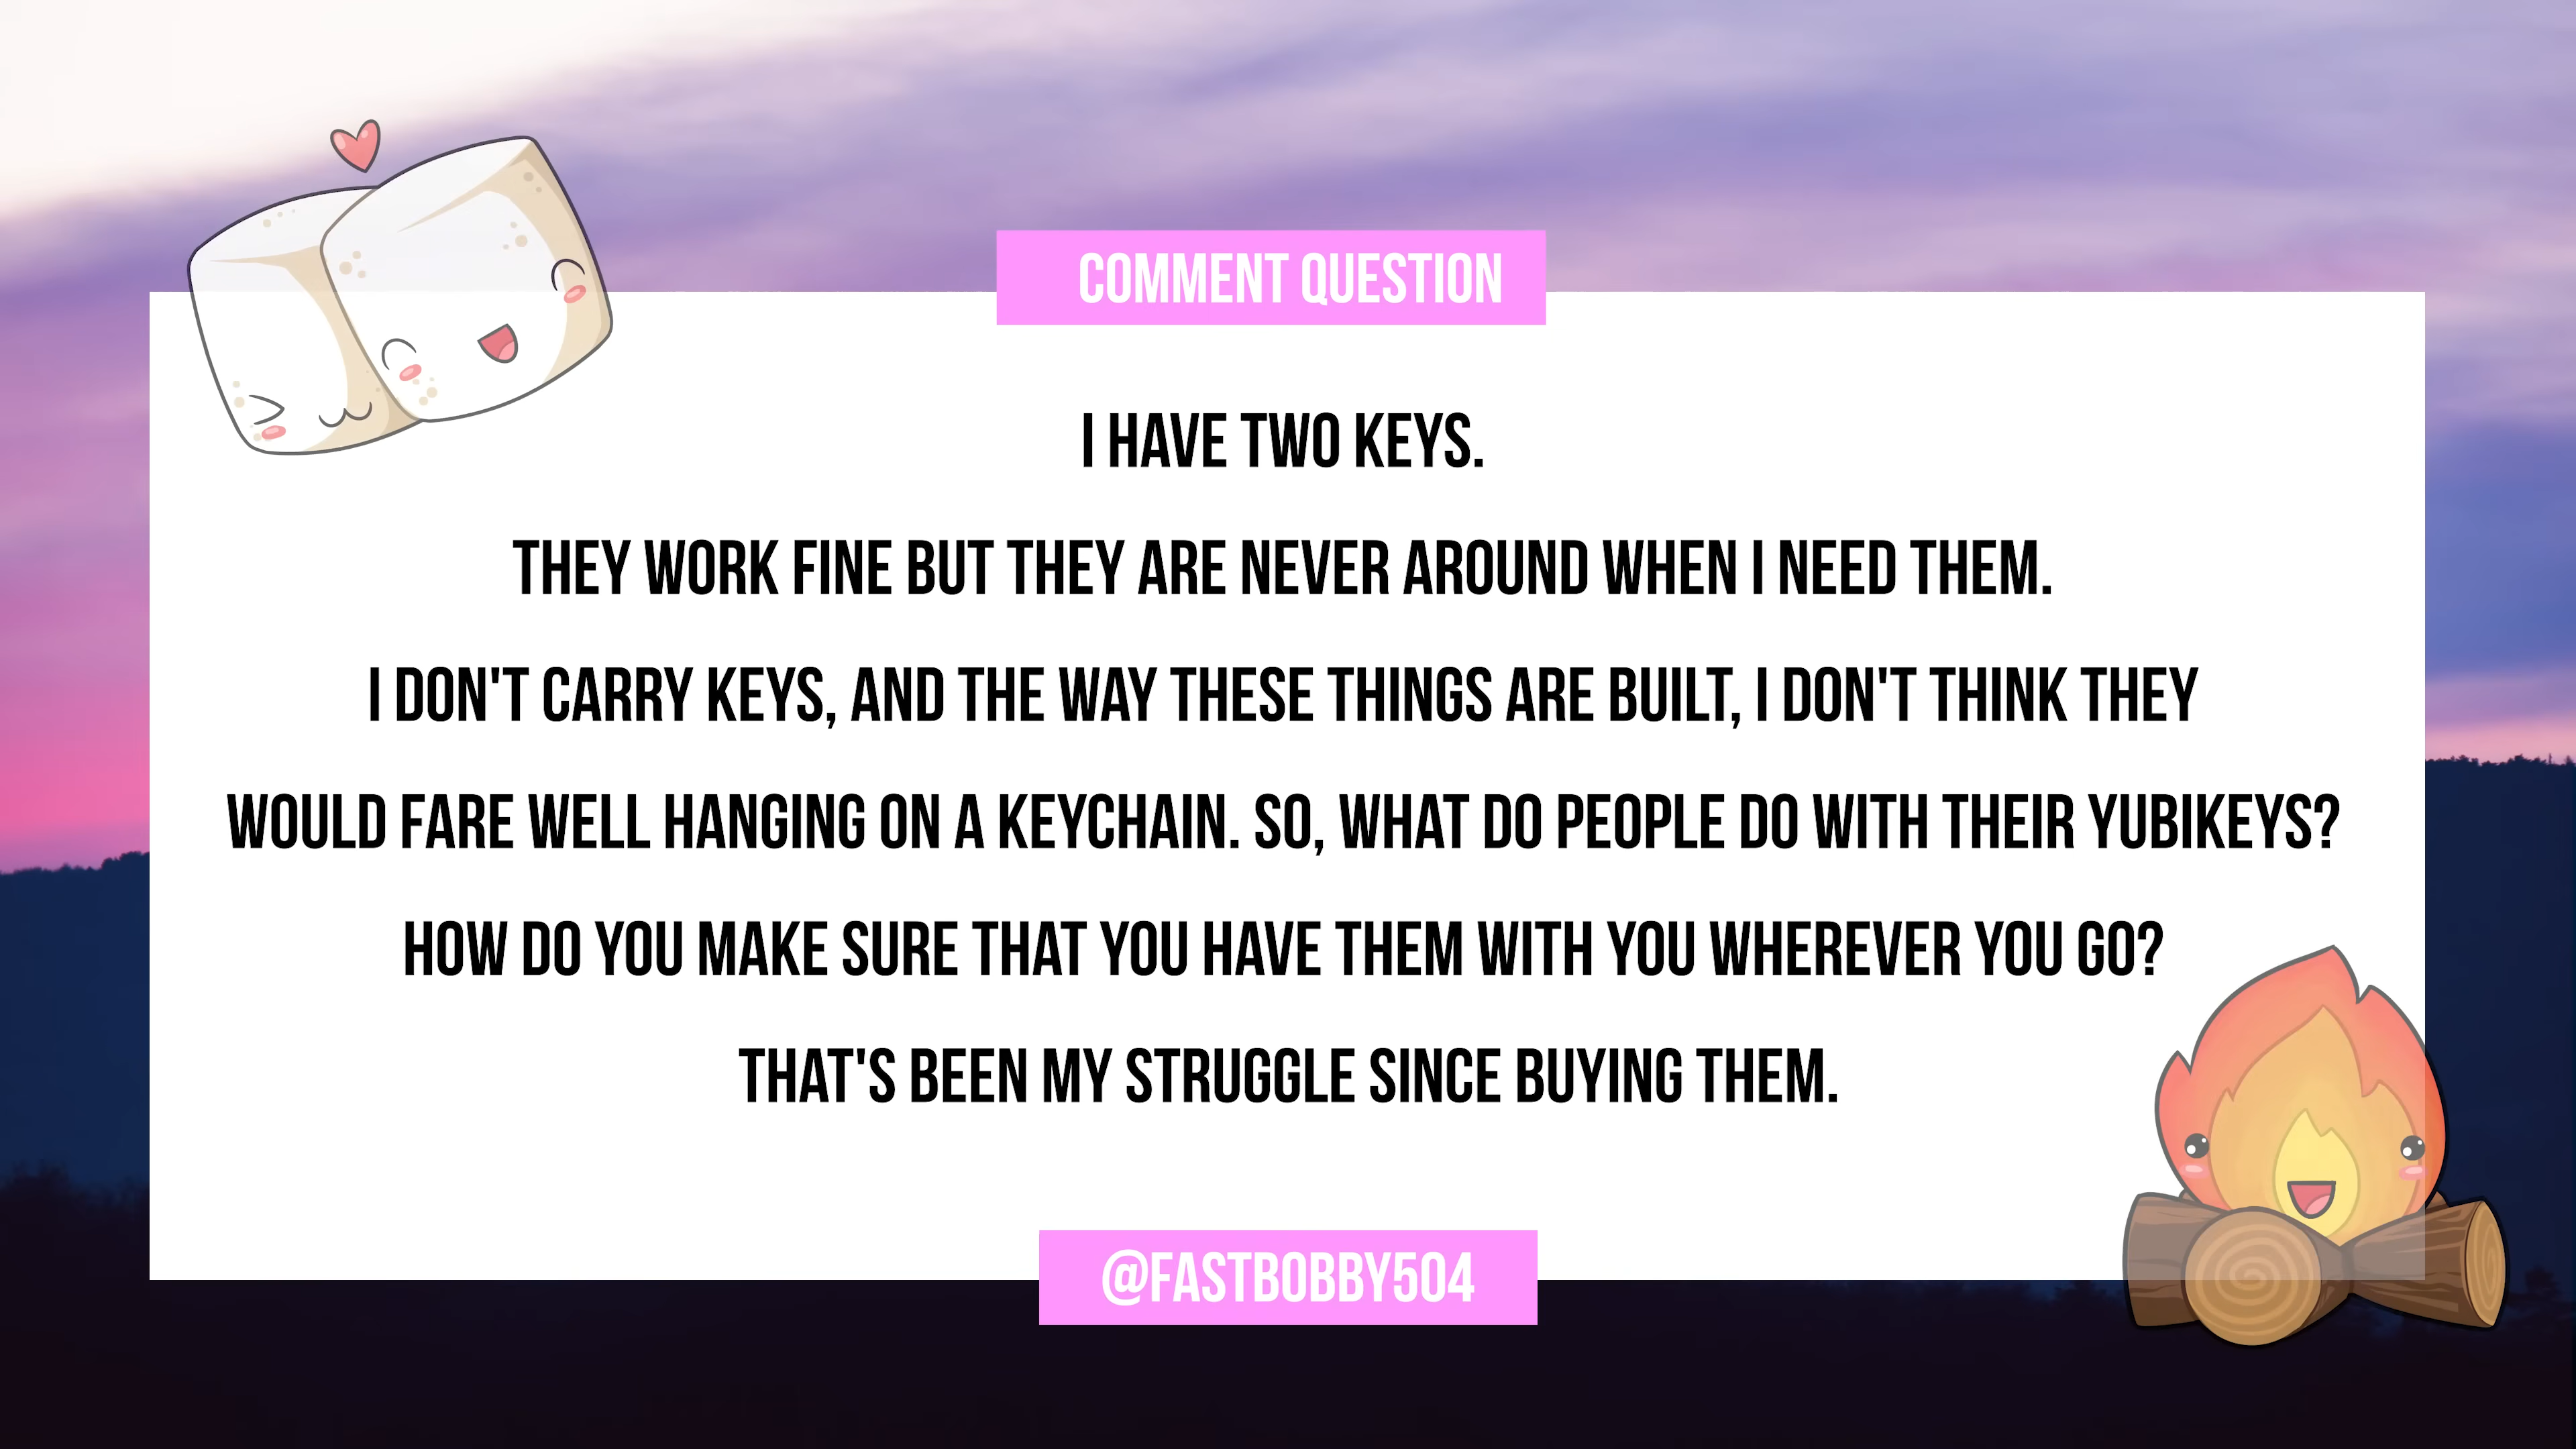 COMMENT QUESTION
I HAVE TWO KEYS.
THEY WORK FINE BUT THEY ARE NEVER AROUND WHEN I NEED THEM.
I DON'T CARRY KEYS, AND THE WAY THESE THINGS ARE BUILT, I DON'T THINK THEY
WOULD FARE WELL HANGING ON A KEYCHAIN. SO, WHAT DO PEOPLE DO WITH THEIR YUBIKEYS?
HOW DO YOU MAKE SURE THAT YOU HAVE THEM WITH YOU WHEREVER YOU GO?
THAT'S BEEN MY STRUGGLE SINCE BUYING THEM.
@FASTBOBBY504